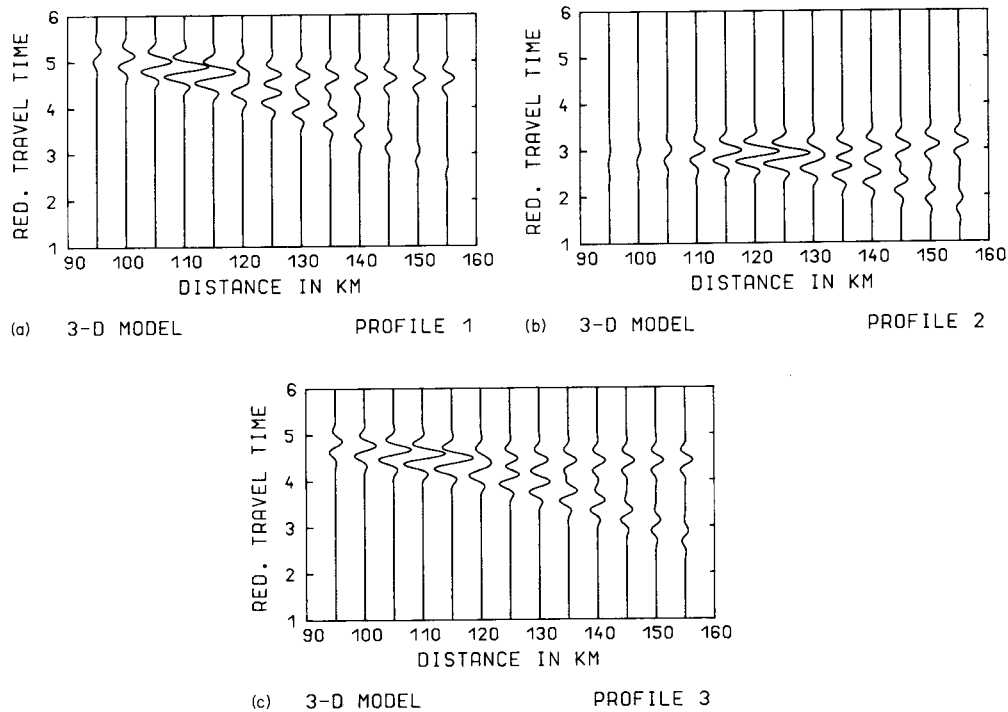 RED. TRAVEL TIME
6
5
4
3
2
1
90 100 110 120 130 140 150 160
DISTANCE IN KM
(a) 3-D MODEL PROFILE 1
RED. TRAVEL TIME
6
5
4
3
2
1
90 100 110 120 130 140 150 160
DISTANCE IN KM
(b) 3-D MODEL PROFILE 2
RED. TRAVEL TIME
6
5
4
3
2
1
90 100 110 120 130 140 150 160
DISTANCE IN KM
(c) 3-D MODEL PROFILE 3